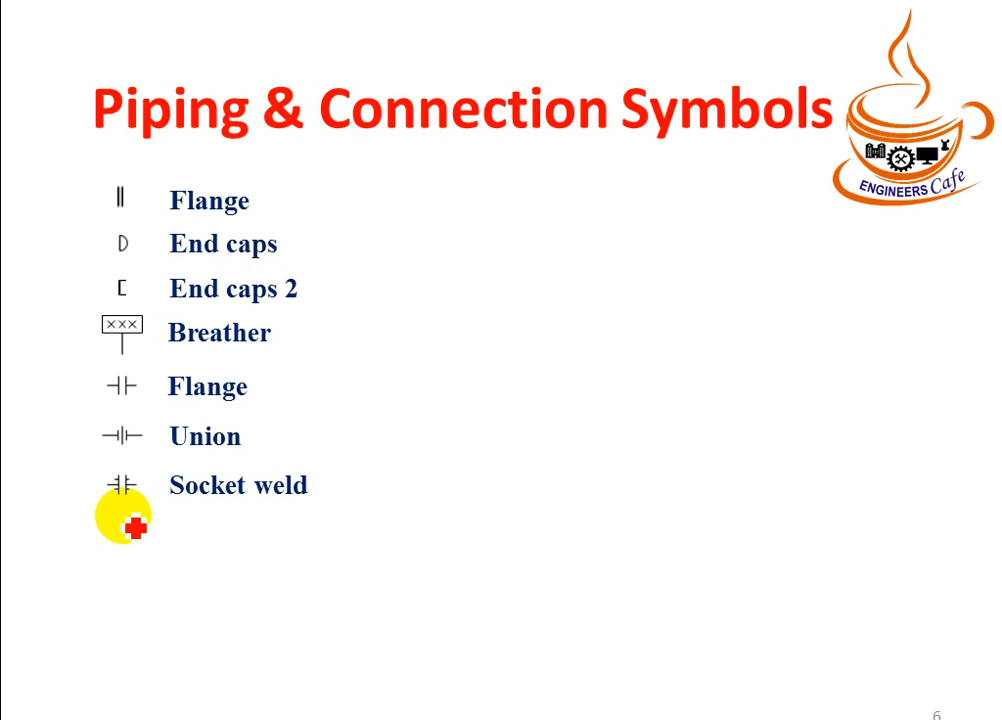 Piping & Connection Symbols
ENGINEERS Cafe
Flange
End caps
End caps 2
Breather
Flange
Union
Socket weld
6